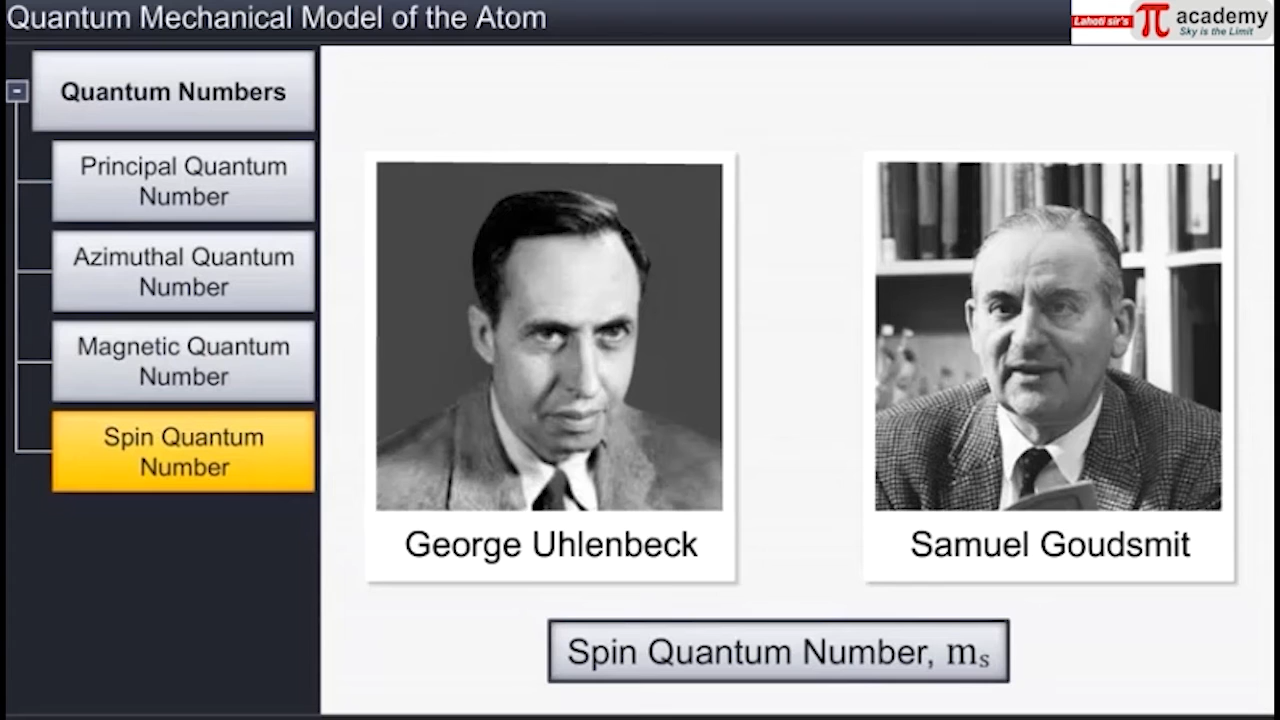 Quantum Mechanical Model of the Atom
Lahoti sir's
π academy
Sky is the Limit
Quantum Numbers
Principal Quantum
Number
Azimuthal Quantum
Number
Magnetic Quantum
Number
Spin Quantum
Number
George Uhlenbeck
Samuel Goudsmit
Spin Quantum Number, mₛ